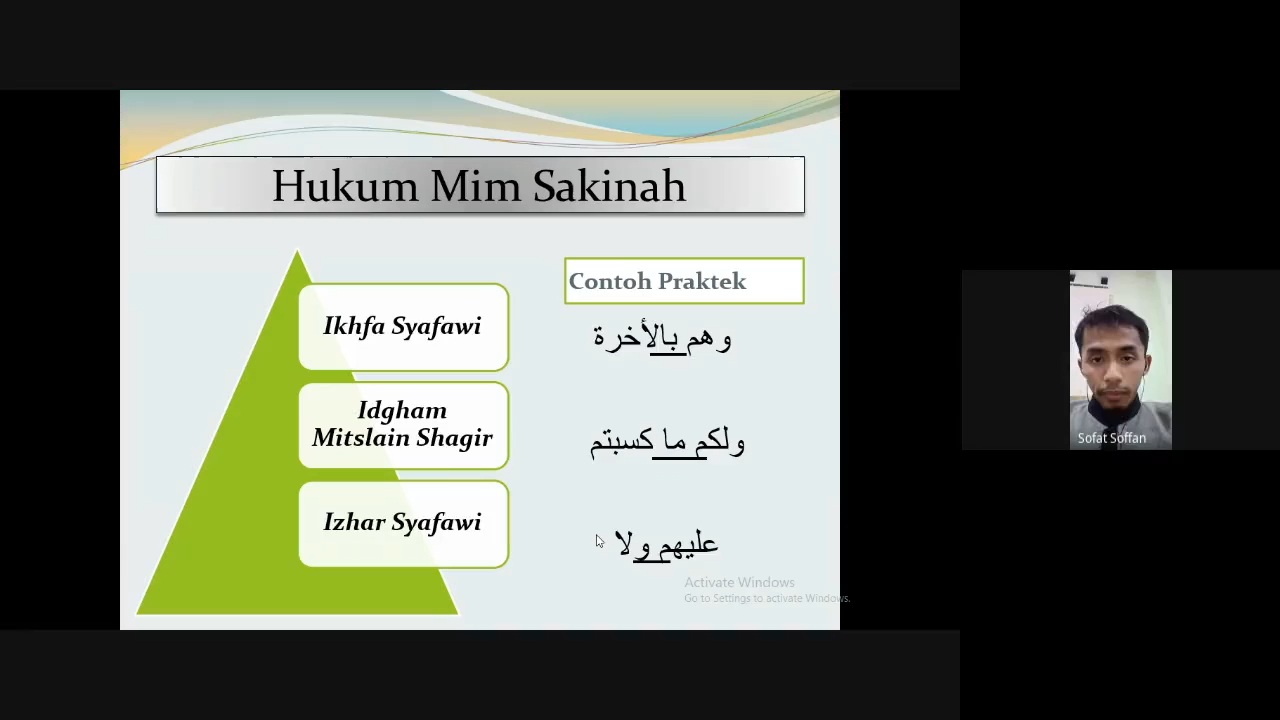 Hukum Mim Sakinah
Ikhfa Syafawi
Idgham
Mitslain Shagir
Izhar Syafawi
Contoh Praktek
وهم بالأخرة
ولكم ما كسبتم
عليهم ولا
Activate Windows
Go to Settings to activate Windows.
Sofat Soffan